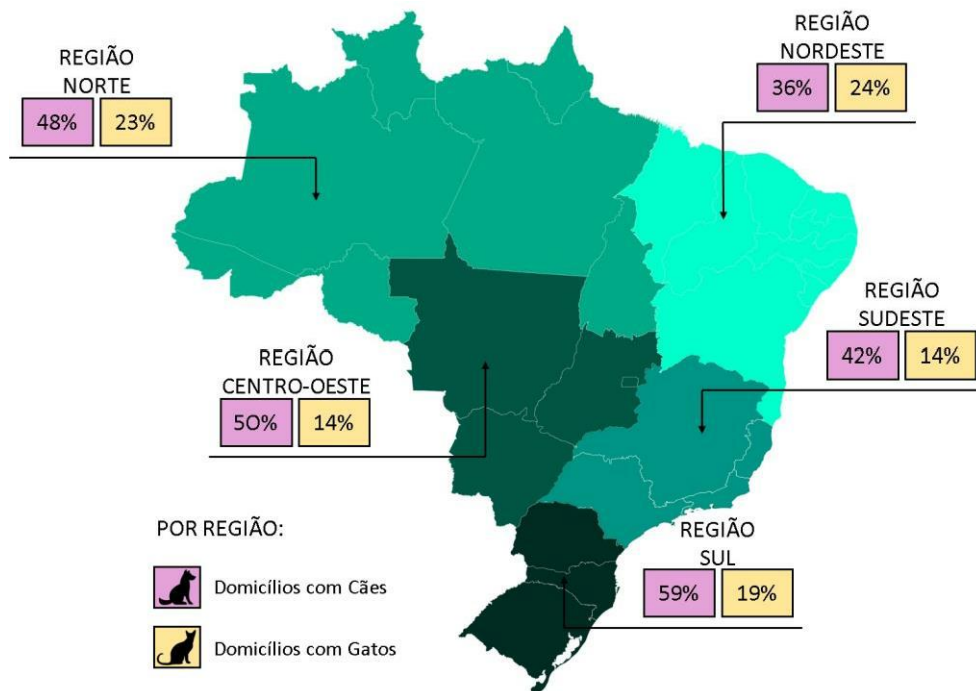 REGIÃO
NORTE
48% 23%
REGIÃO
NORDESTE
36% 24%
REGIÃO
SUDESTE
42% 14%
REGIÃO
CENTRO-OESTE
5O% 14%
REGIÃO
SUL
59% 19%
POR REGIÃO:
Domicílios com Cães
Domicílios com Gatos